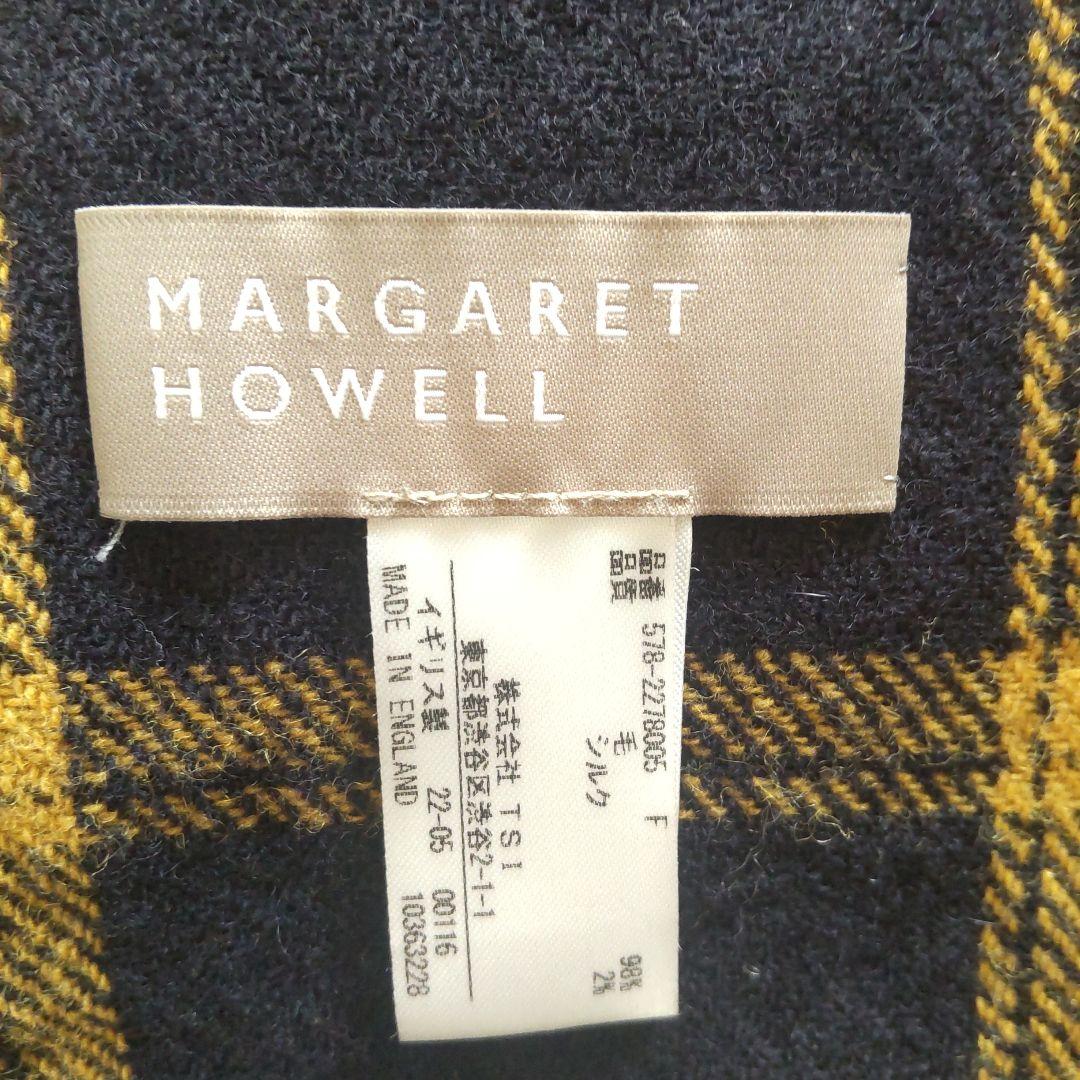 MARGARET
HOWELL
品番 578-2278005 F
品質 毛 98%
シルク 2%
株式会社 TSI
東京都渋谷区渋谷2-1-1
イギリス製 22-05 00116
MADE IN ENGLAND 10363228